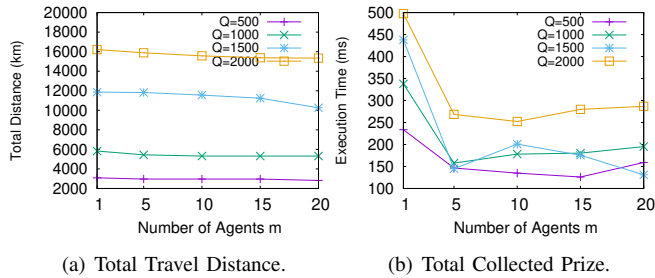 Total Distance (km)
20000
18000
16000
14000
12000
10000
8000
6000
4000
2000
Q=500
Q=1000
Q=1500
Q=2000
1 5 10 15 20
Number of Agents m
(a) Total Travel Distance.
Execution Time (ms)
500
450
400
350
300
250
200
150
100
Q=500
Q=1000
Q=1500
Q=2000
1 5 10 15 20
Number of Agents m
(b) Total Collected Prize.